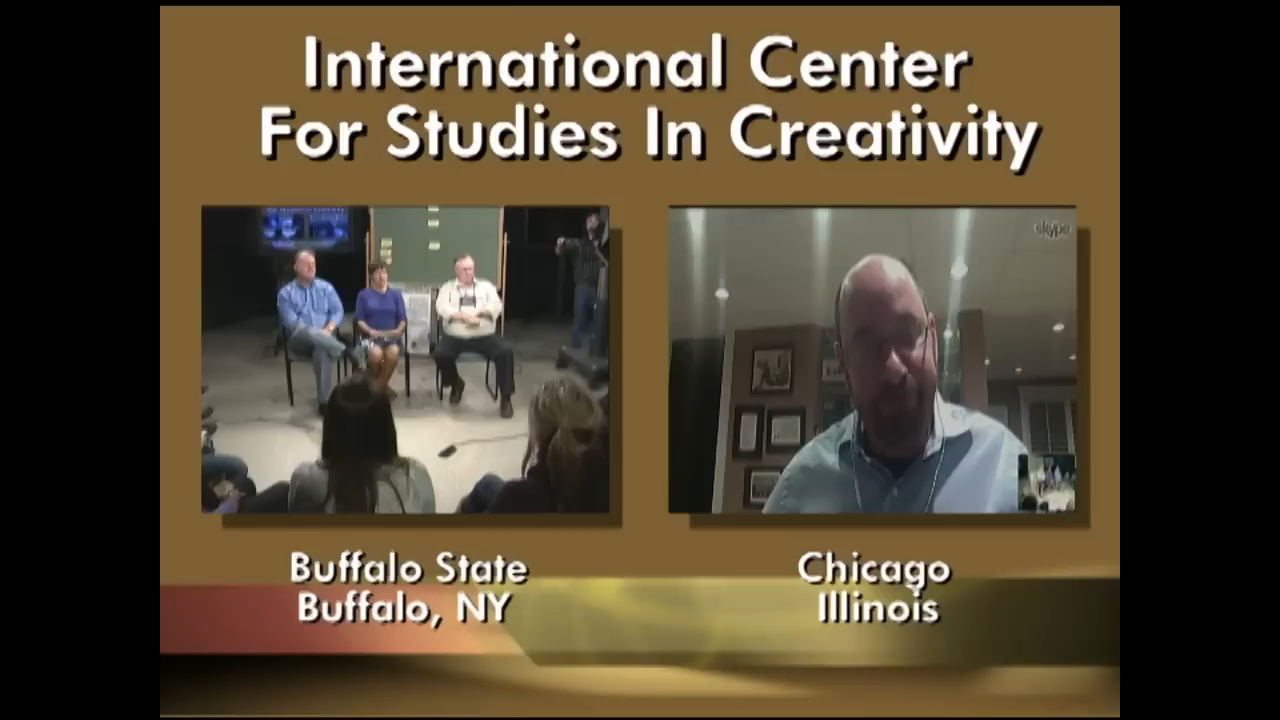 International Center
For Studies In Creativity
skype
Buffalo State
Buffalo, NY
Chicago
Illinois